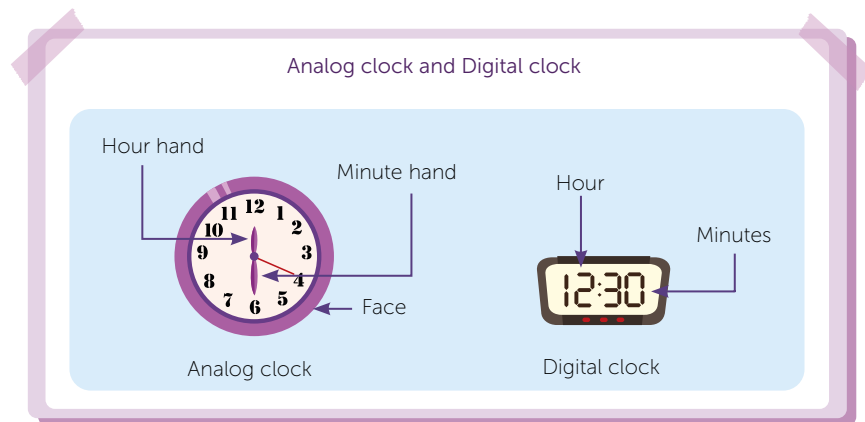 Analog clock and Digital clock
Hour hand
Minute hand
Hour
Minutes
12
11
1
10
2
9
3
8
4
7
5
6
12:30
Face
Analog clock
Digital clock